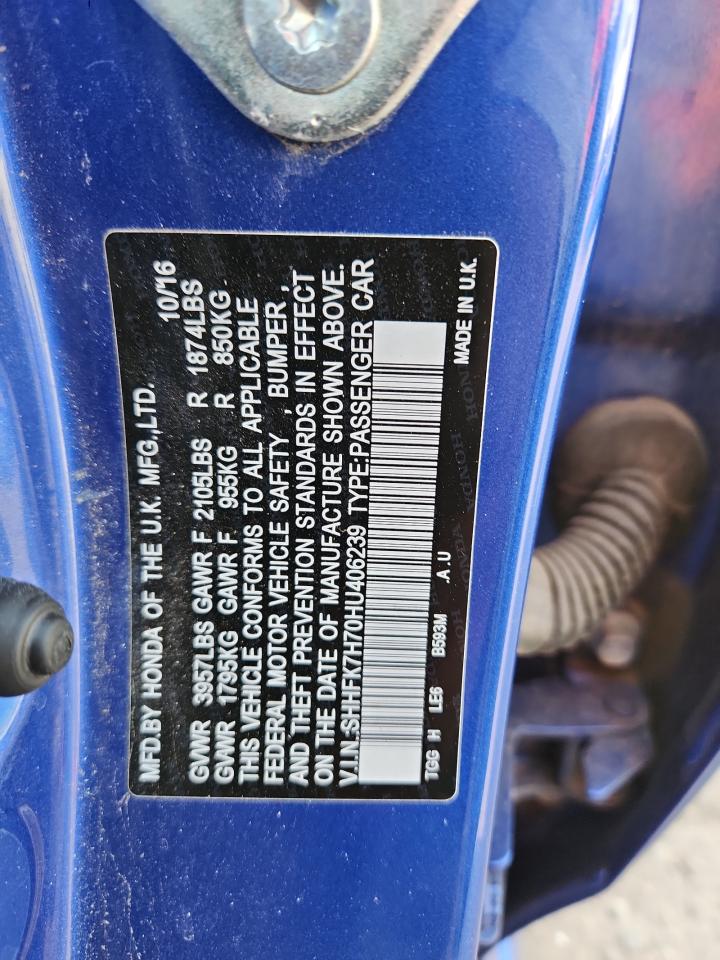 MFD.BY HONDA OF THE U.K. MFG.,LTD. 10/16
GVWR 3957LBS GAWR F 2105LBS R 1874LBS
GVWR 1795KG GAWR F 955KG R 850KG
THIS VEHICLE CONFORMS TO ALL APPLICABLE
FEDERAL MOTOR VEHICLE SAFETY , BUMPER ,
AND THEFT PREVENTION STANDARDS IN EFFECT
ON THE DATE OF MANUFACTURE SHOWN ABOVE.
V.I.N.:SHHFK7H70HU406239 TYPE:PASSENGER CAR
TGG H LE6 B593M .A.U MADE IN U.K.